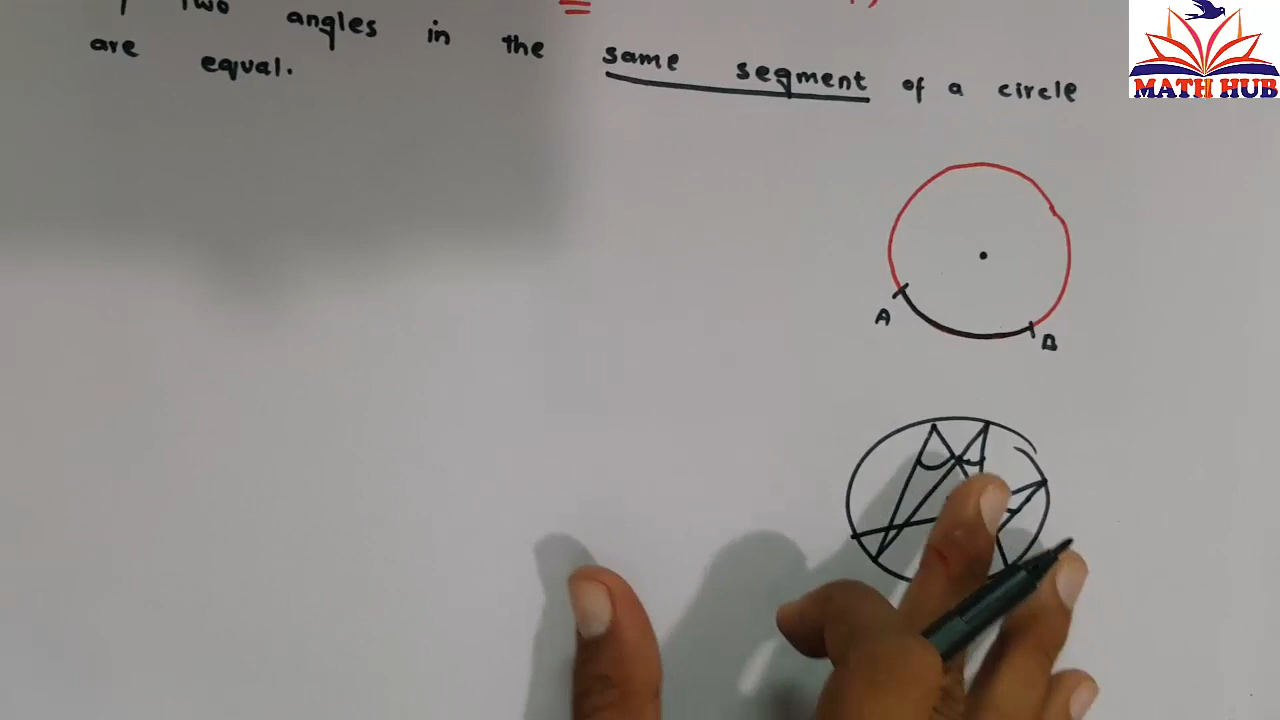 Two angles in the same segment of a circle
are equal.
MATH HUB
A
B